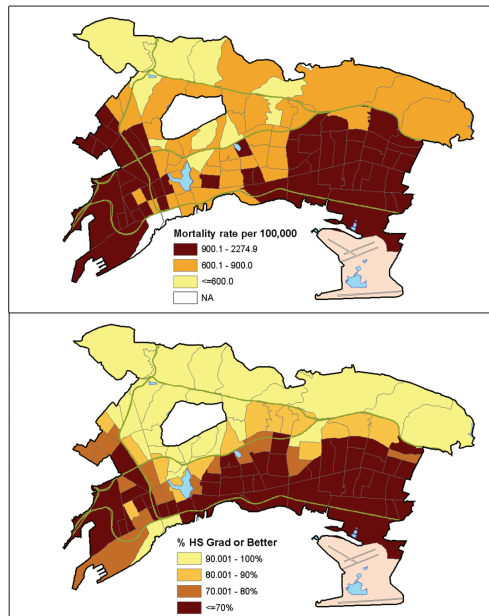 Mortality rate per 100,000
900.1 - 2274.9
600.1 - 900.0
<=600.0
NA
% HS Grad or Better
90.001 - 100%
80.001 - 90%
70.001 - 80%
<=70%